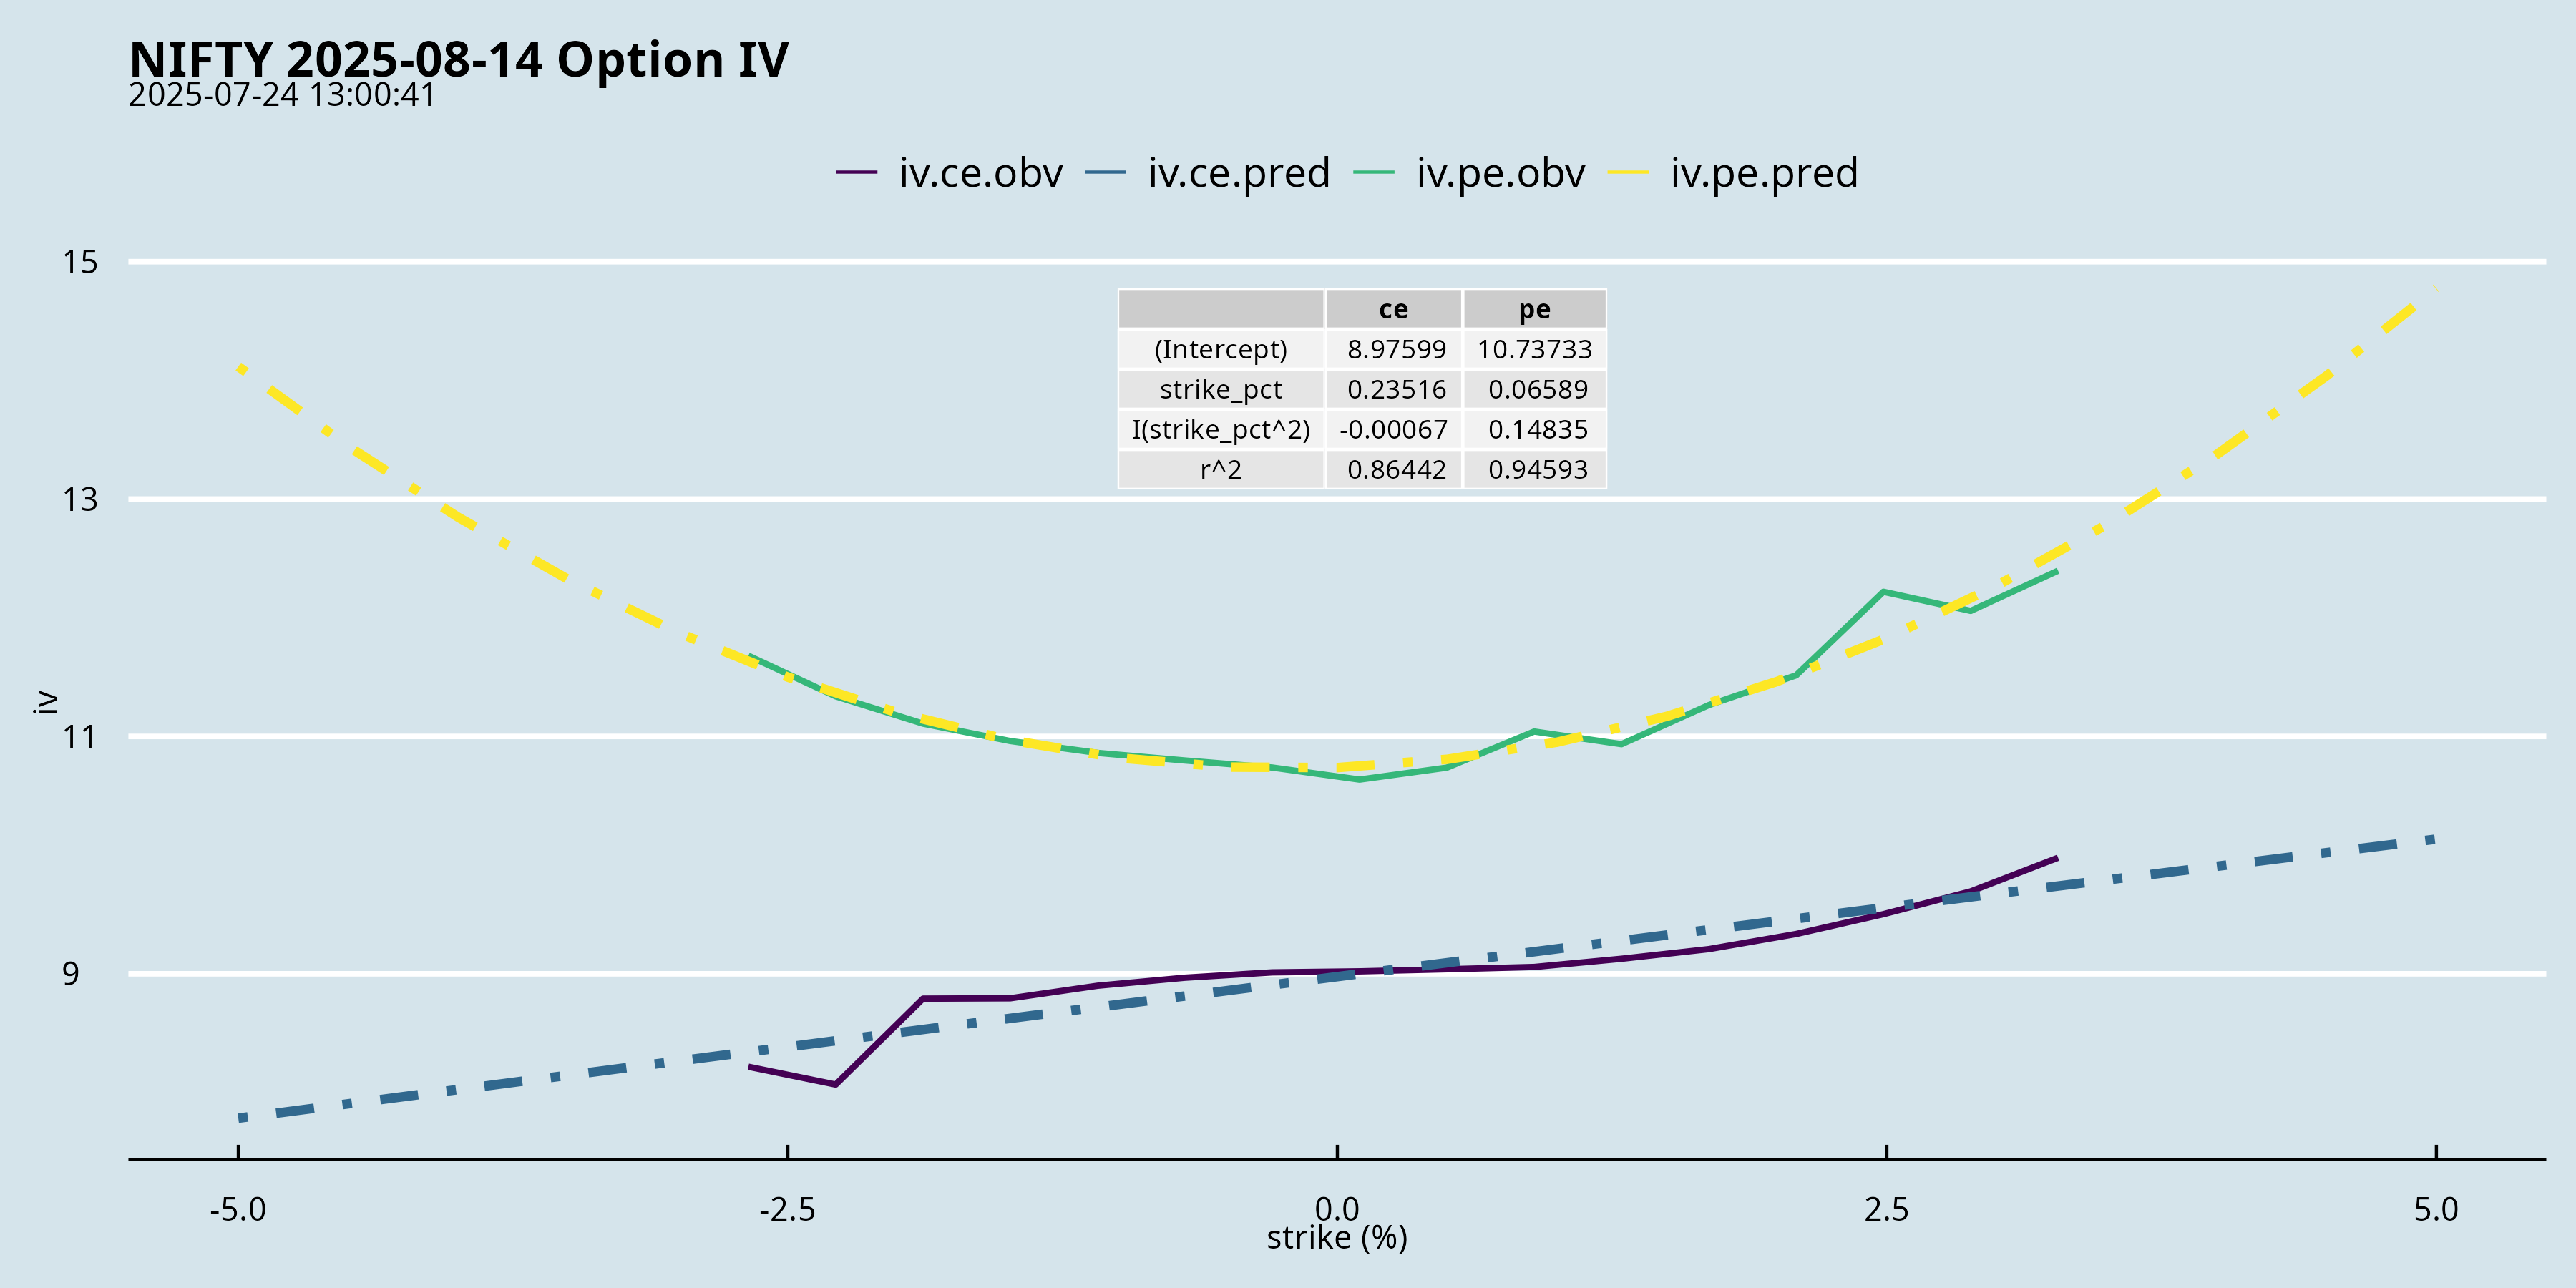 NIFTY 2025-08-14 Option IV
2025-07-24 13:00:41
iv.ce.obv iv.ce.pred iv.pe.obv iv.pe.pred
15
ce pe
(Intercept) 8.97599 10.73733
strike_pct 0.23516 0.06589
I(strike_pct^2) -0.00067 0.14835
r^2 0.86442 0.94593
13
iv
11
9
-5.0 -2.5 0.0 2.5 5.0
strike (%)